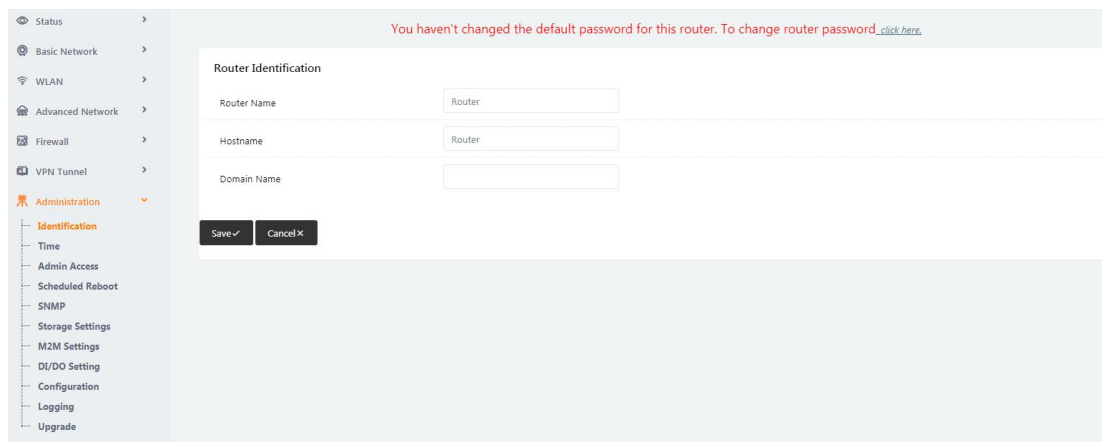 Status
Basic Network
WLAN
Advanced Network
Firewall
VPN Tunnel
Administration
Identification
Time
Admin Access
Scheduled Reboot
SNMP
Storage Settings
M2M Settings
DI/DO Setting
Configuration
Logging
Upgrade
You haven't changed the default password for this router. To change router password click here.
Router Identification
Router Name Router
Hostname Router
Domain Name
Save Cancel